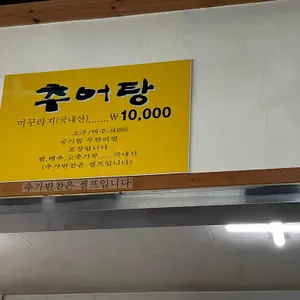 추어탕
미꾸라지(국내산).......₩10,000
소주/맥주 -(4,000)
공기밥 무한리필
포장됩니다
쌀,배추,고춧가루......국내산
(추가반찬은 셀프입니다)
추가반찬은 셀프입니다